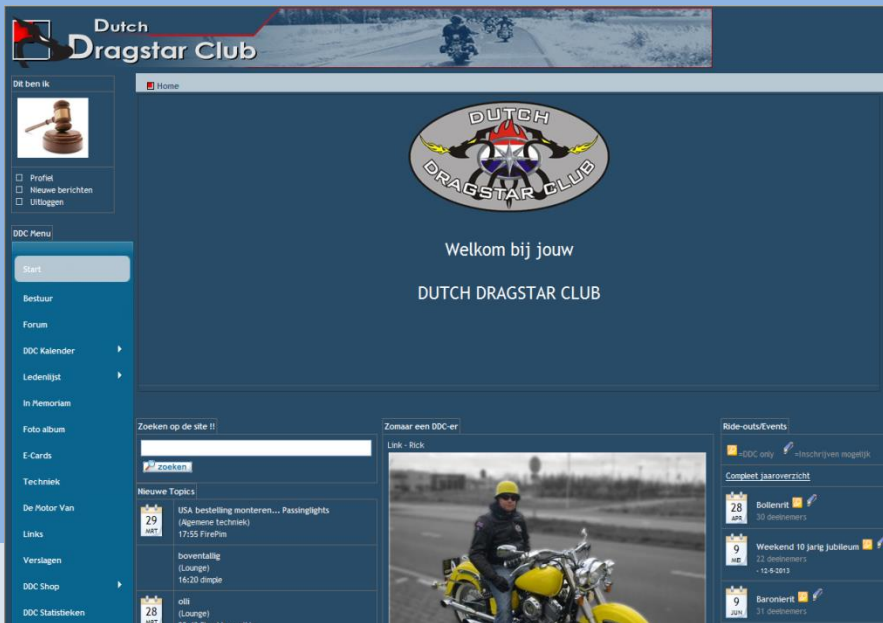 Dutch
Dragstar Club
Dit ben ik
Profiel
Nieuwe berichten
Uitloggen
DDC Menu
Start
Bestuur
Forum
DDC Kalender
Ledenlijst
In Memoriam
Foto album
E-Cards
Techniek
De Motor Van
Links
Verslagen
DDC Shop
DDC Statistieken
Home
DUTCH
DRAGSTAR CLUB
Welkom bij jouw
DUTCH DRAGSTAR CLUB
Zoeken op de site !!
zoeken
Nieuwe Topics
29
MRT
USA bestelling monteren... Passinglights
(Algemene techniek)
17:55 FirePim
boventallig
(Lounge)
16:20 dimple
28
MRT
olli
(Lounge)
Zomaar een DDC-er
Link - Rick
Ride-outs/Events
=DDC only =Inschrijven mogelijk
Compleet jaaroverzicht
28
APR
Bollenrit
30 deelnemers
9
MEI
Weekend 10 jarig jubileum
22 deelnemers
- 12-5-2013
9
JUN
Baronierit
31 deelnemers